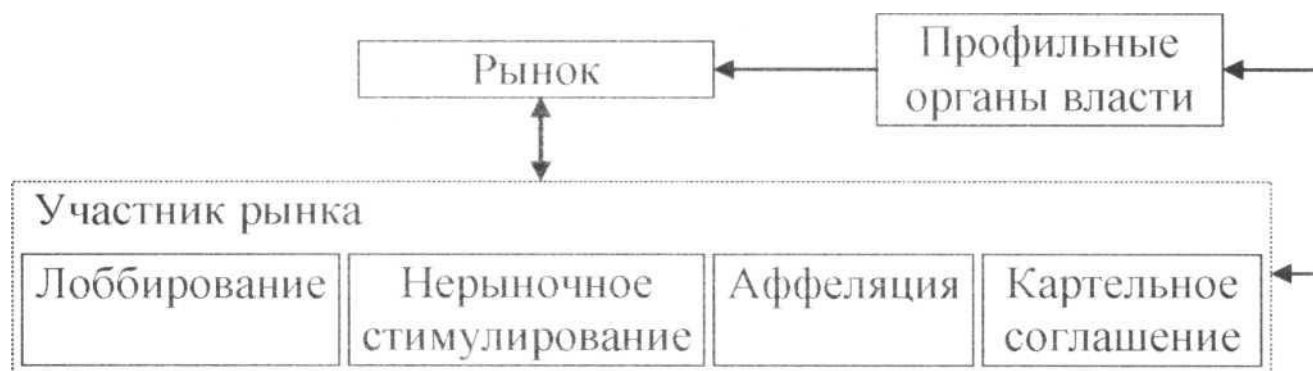 Рынок
Профильные
органы власти
Участник рынка
Лоббирование
Нерыночное
стимулирование
Аффеляция
Картельное
соглашение